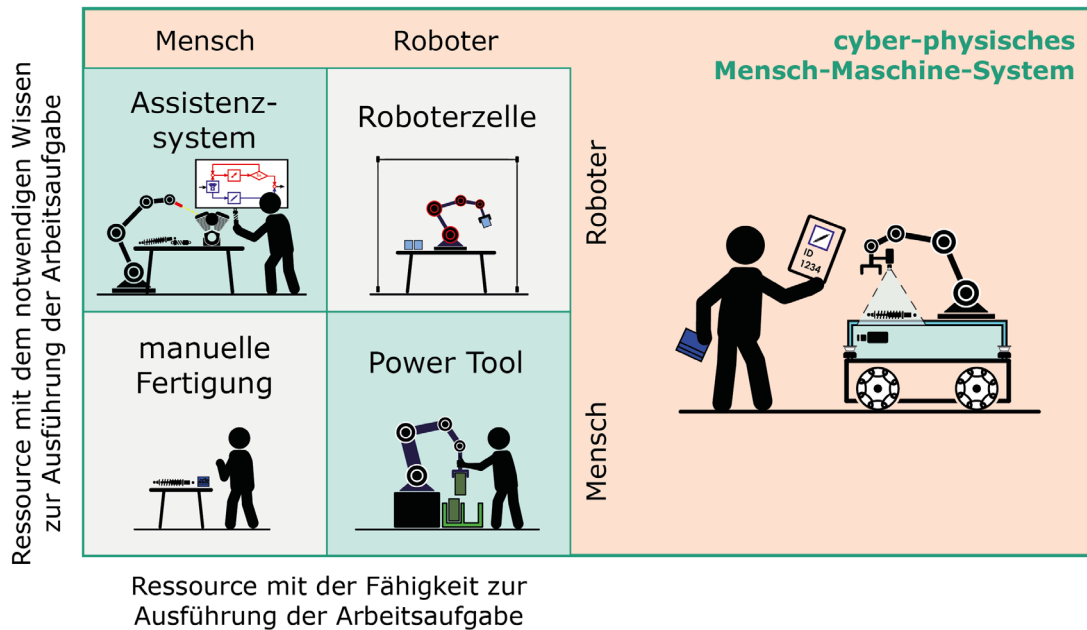 Mensch
Roboter
cyber-physisches
Mensch-Maschine-System
Assistenz-
system
Roboterzelle
manuelle
Fertigung
Power Tool
Roboter
Mensch
ID
1234
Ressource mit dem notwendigen Wissen
zur Ausführung der Arbeitsaufgabe
Ressource mit der Fähigkeit zur
Ausführung der Arbeitsaufgabe